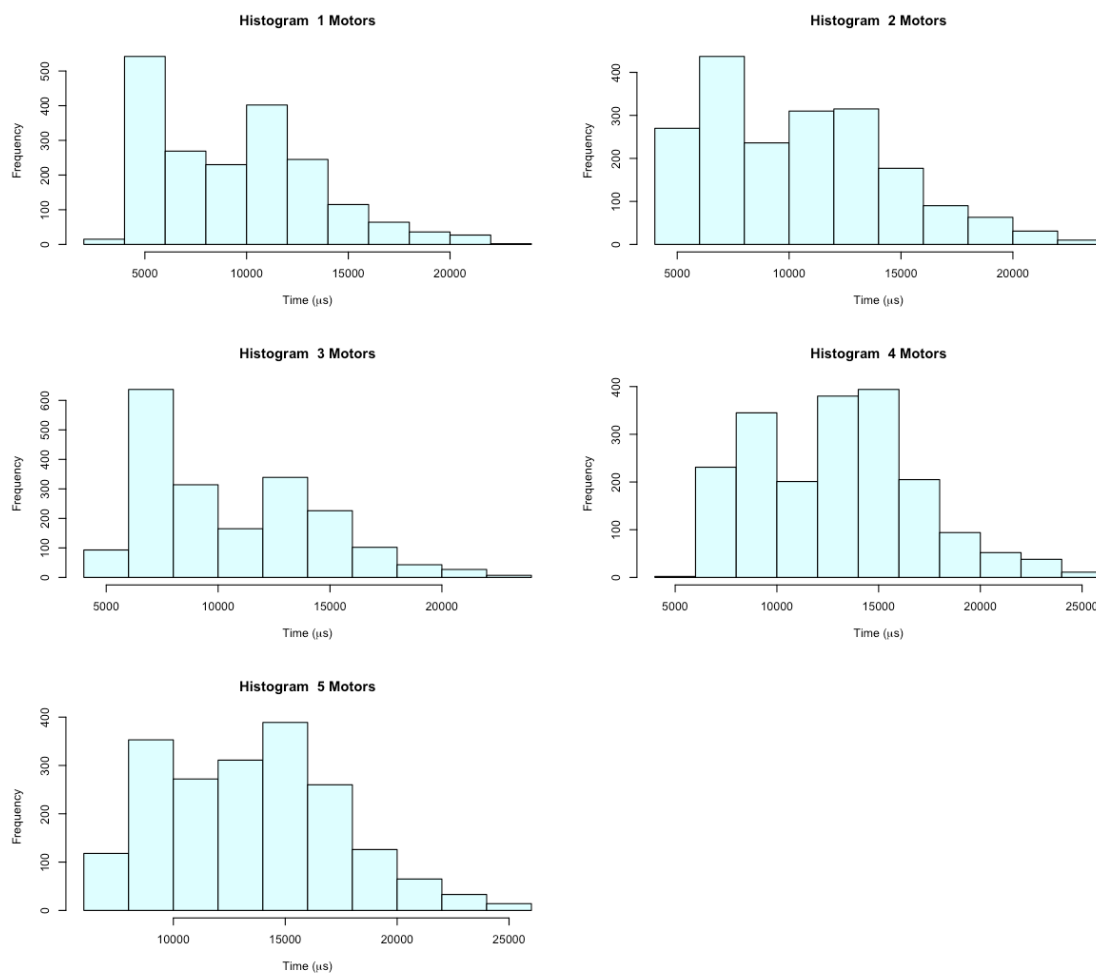 Histogram  1 Motors
Frequency
0 100 200 300 400 500
5000 10000 15000 20000
Time (μs)
Histogram  2 Motors
Frequency
0 100 200 300 400
5000 10000 15000 20000
Time (μs)
Histogram  3 Motors
Frequency
0 100 200 300 400 500 600
5000 10000 15000 20000
Time (μs)
Histogram  4 Motors
Frequency
0 100 200 300 400
5000 10000 15000 20000 25000
Time (μs)
Histogram  5 Motors
Frequency
0 100 200 300 400
10000 15000 20000 25000
Time (μs)